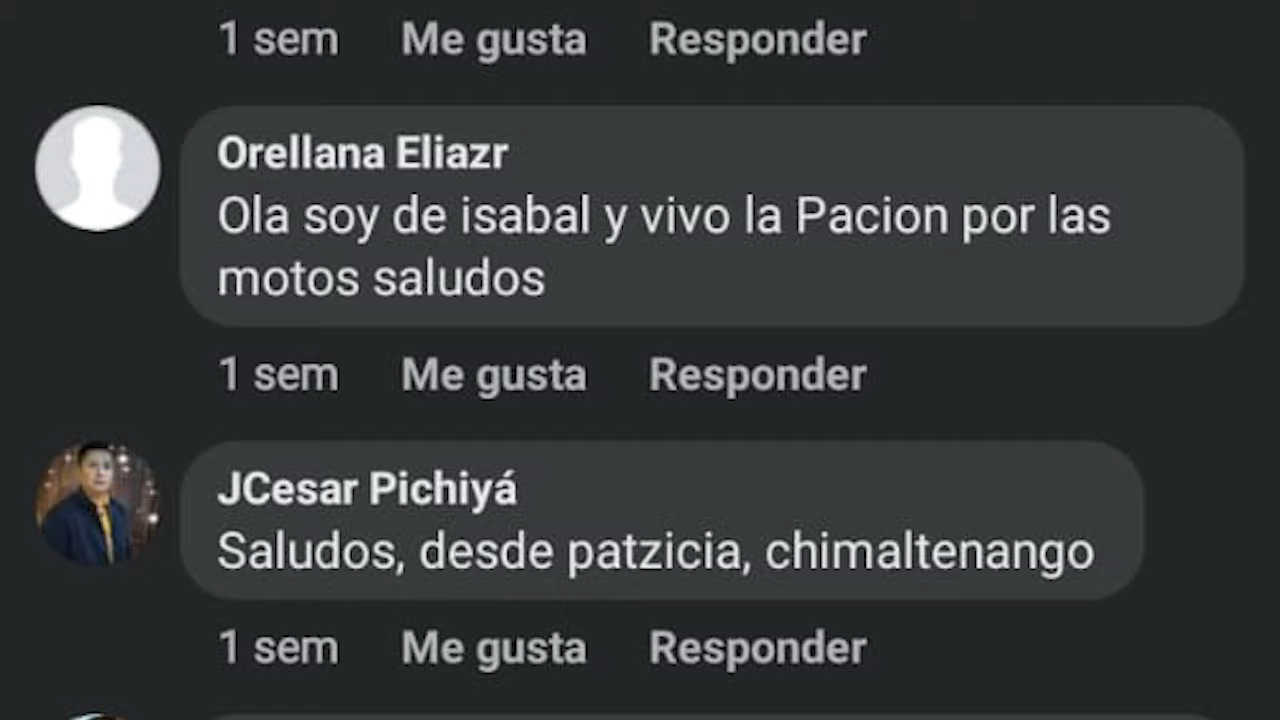 1 sem Me gusta Responder
Orellana Eliazr
Ola soy de isabal y vivo la Pacion por las
motos saludos
1 sem Me gusta Responder
JCesar Pichiyá
Saludos, desde patzicia, chimaltenango
1 sem Me gusta Responder